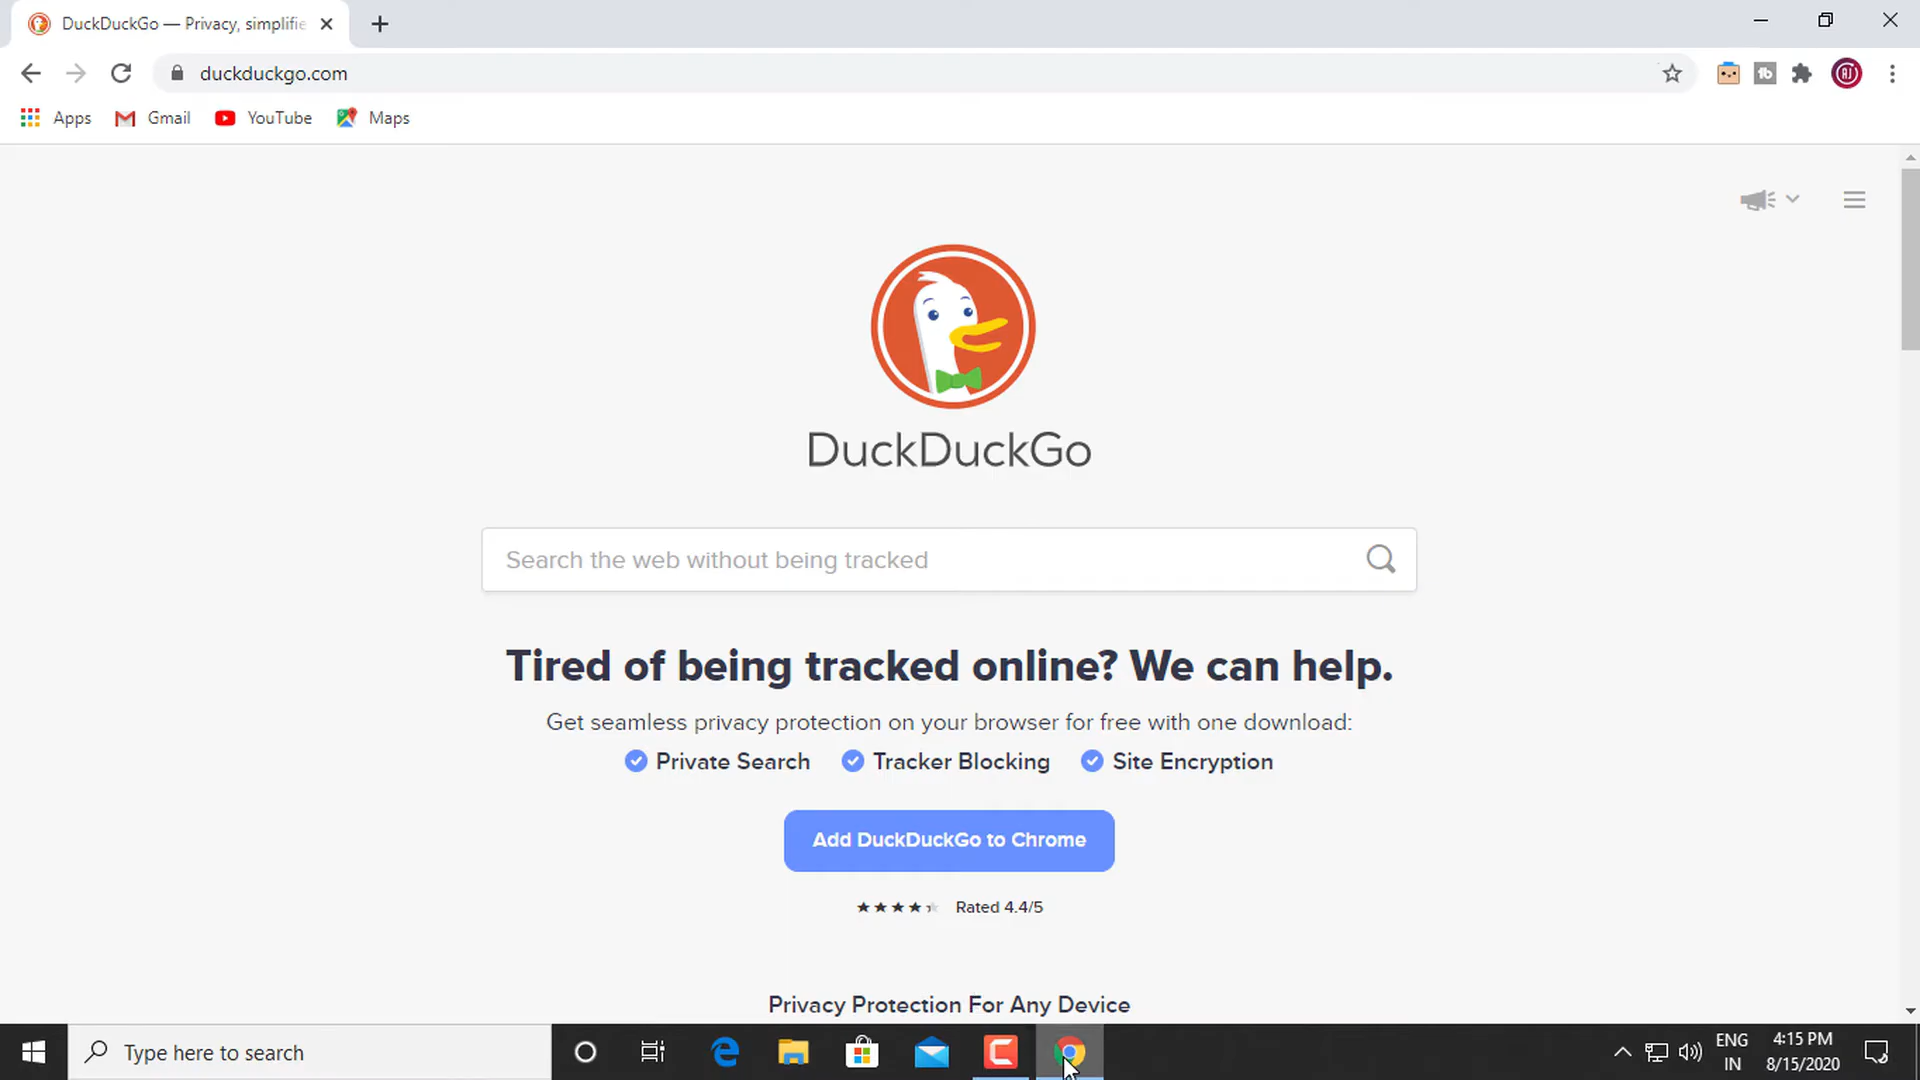 DuckDuckGo — Privacy, simplifie
duckduckgo.com
Apps Gmail YouTube Maps
DuckDuckGo
Search the web without being tracked
Tired of being tracked online? We can help.
Get seamless privacy protection on your browser for free with one download:
Private Search Tracker Blocking Site Encryption
Add DuckDuckGo to Chrome
Rated 4.4/5
Privacy Protection For Any Device
Type here to search
ENG
IN
4:15 PM
8/15/2020